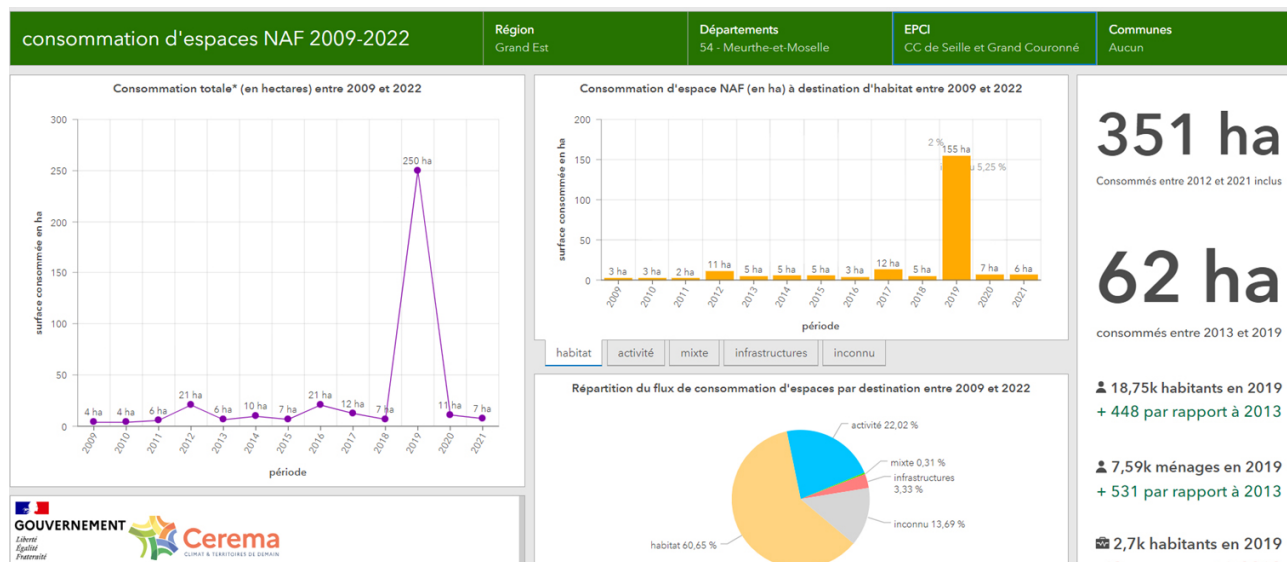 consommation d'espaces NAF 2009-2022
Région
Grand Est
Départements
54 - Meurthe-et-Moselle
EPCI
CC de Seille et Grand Couronné
Communes
Aucun
Consommation totale* (en hectares) entre 2009 et 2022
surface consommée en ha
300
250
200
150
100
50
0
4 ha
4 ha
6 ha
21 ha
6 ha
10 ha
7 ha
21 ha
12 ha
7 ha
250 ha
11 ha
7 ha
2009
2010
2011
2012
2013
2014
2015
2016
2017
2018
2019
2020
2021
période
Consommation d'espace NAF (en ha) à destination d'habitat entre 2009 et 2022
surface consommée en ha
200
150
100
50
0
3 ha
3 ha
2 ha
11 ha
5 ha
5 ha
5 ha
3 ha
12 ha
5 ha
2 %
155 ha
5,25 %
7 ha
6 ha
2009
2010
2011
2012
2013
2014
2015
2016
2017
2018
2019
2020
2021
période
habitat
activité
mixte
infrastructures
inconnu
Répartition du flux de consommation d'espaces par destination entre 2009 et 2022
activité 22,02 %
mixte 0,31 %
infrastructures
3,33 %
inconnu 13,69 %
habitat 60,65 %
351 ha
Consommés entre 2012 et 2021 inclus
62 ha
consommés entre 2013 et 2019
18,75k habitants en 2019
+ 448 par rapport à 2013
7,59k ménages en 2019
+ 531 par rapport à 2013
2,7k habitants en 2019
GOUVERNEMENT
Liberté
Égalité
Fraternité
Cerema
CLIMAT & TERRITOIRES DE DEMAIN